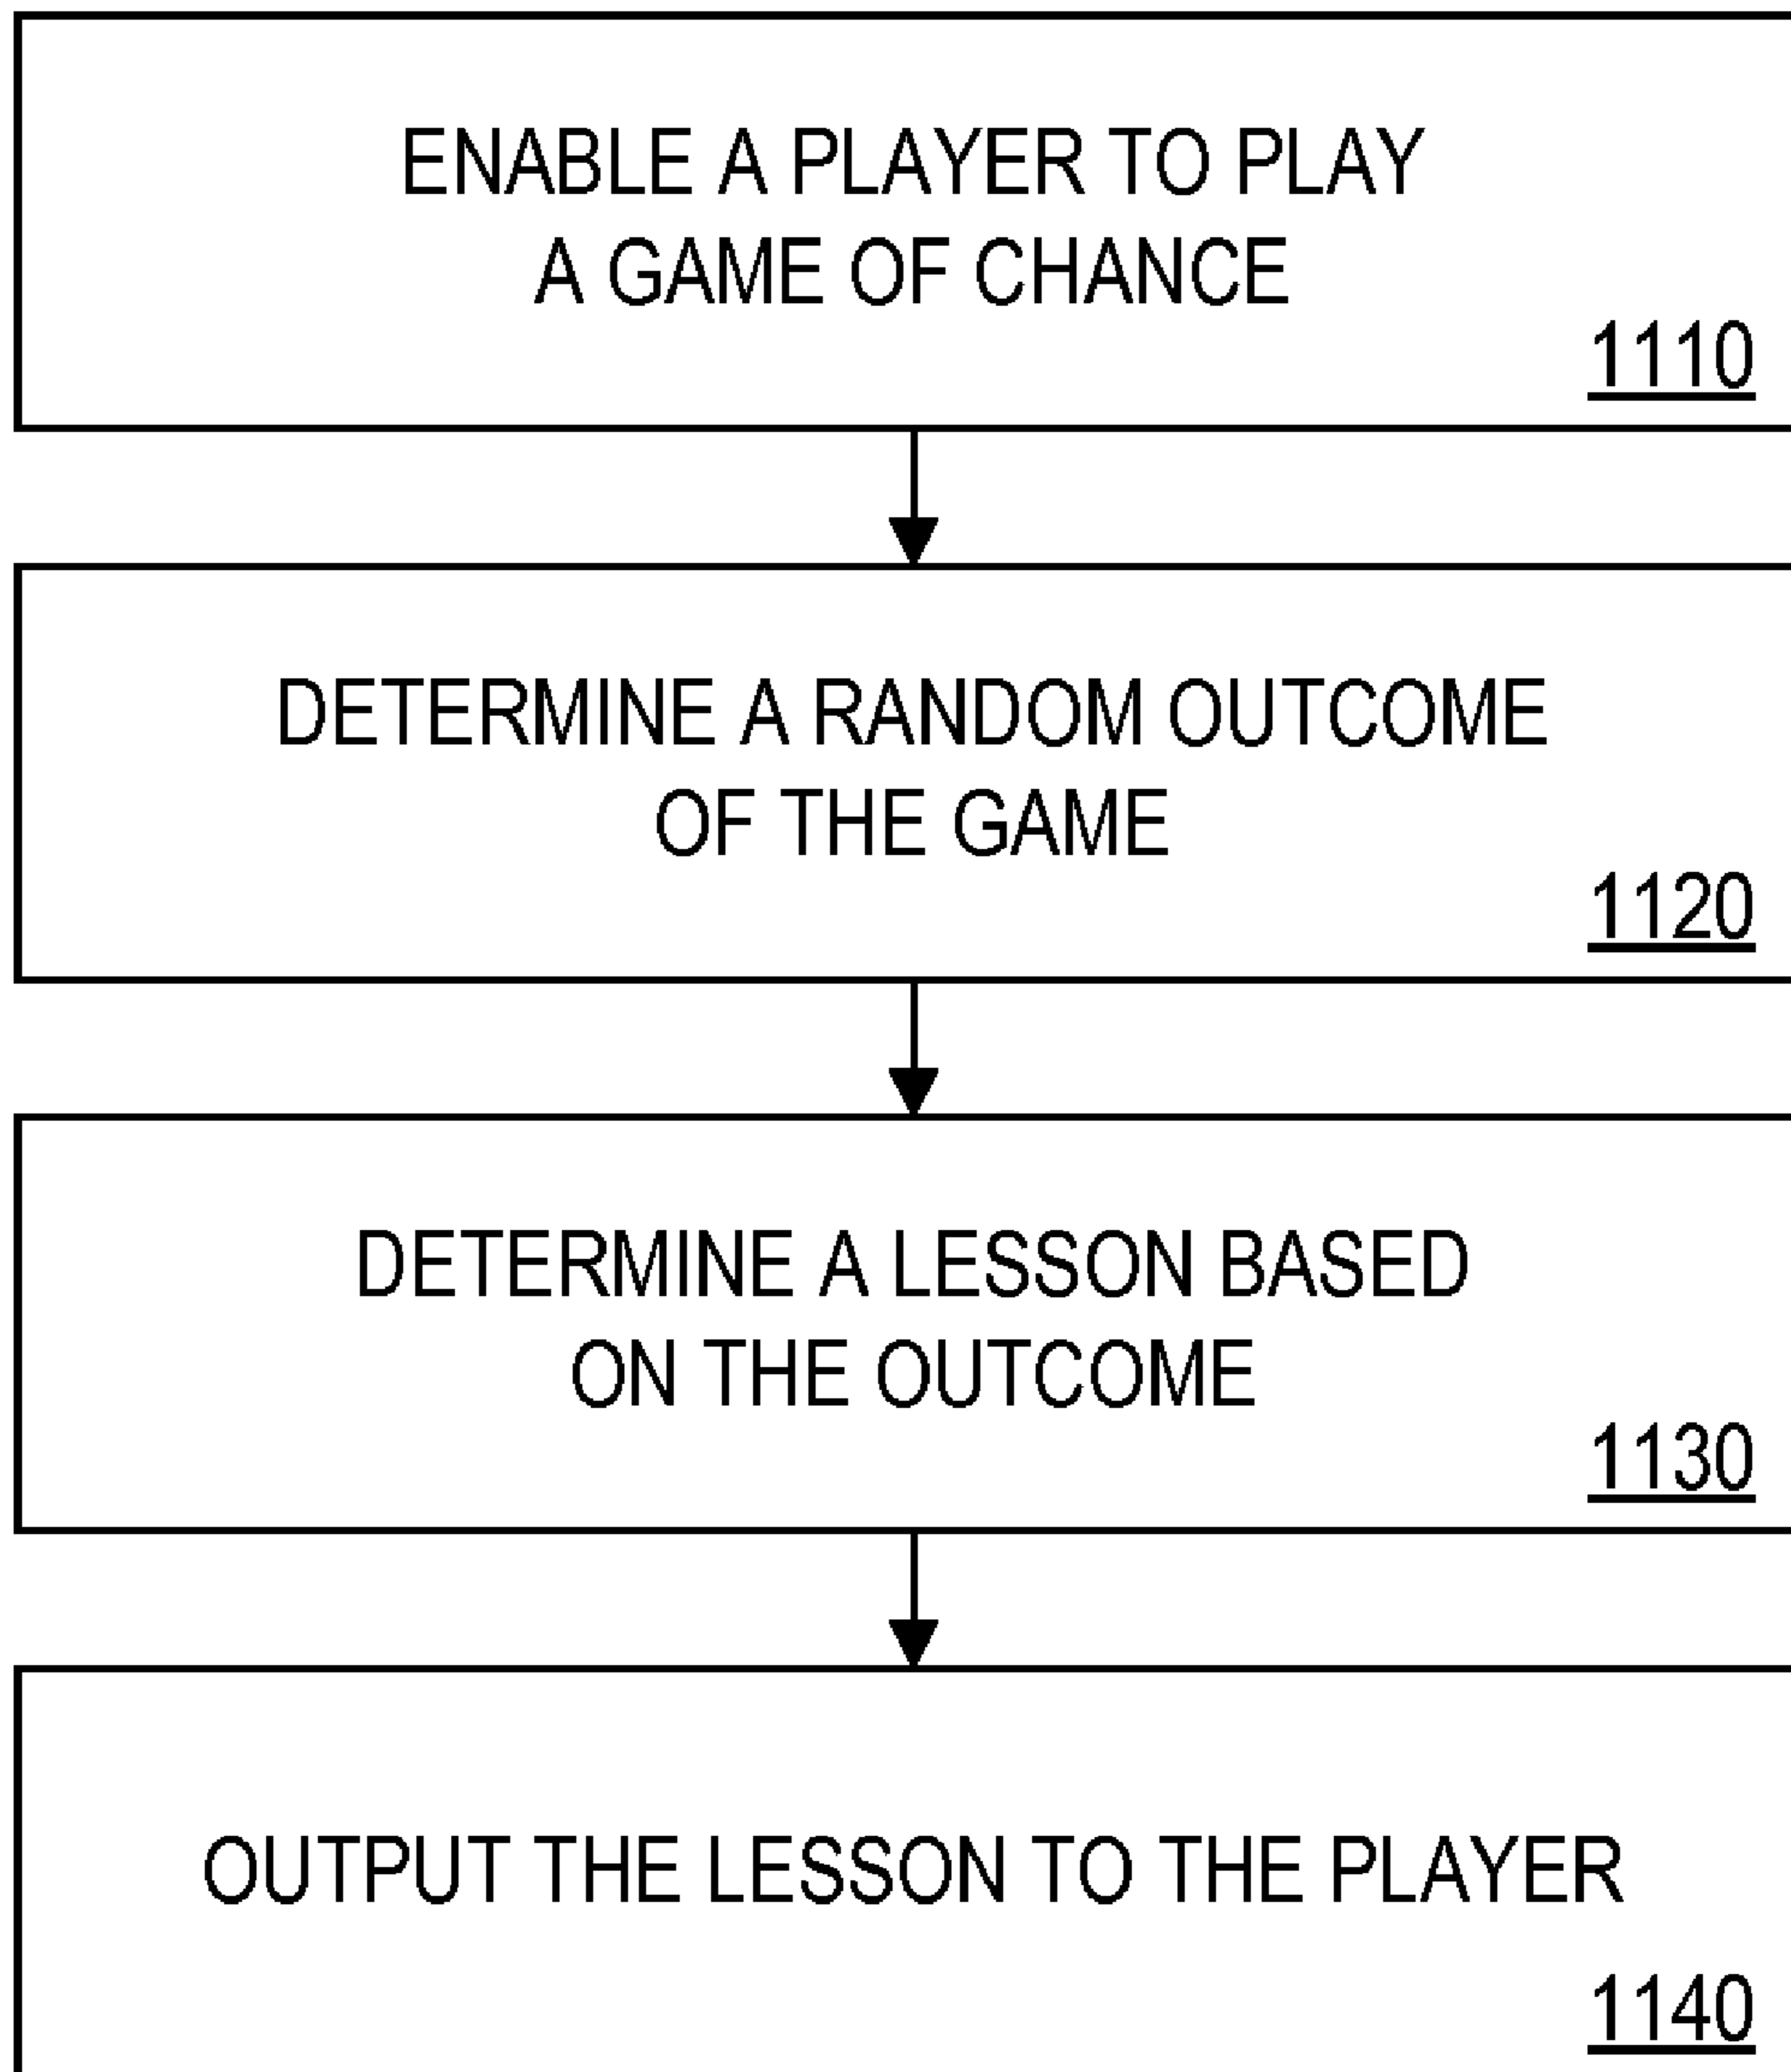 ENABLE A PLAYER TO PLAY
A GAME OF CHANCE
1110
DETERMINE A RANDOM OUTCOME
OF THE GAME
1120
DETERMINE A LESSON BASED
ON THE OUTCOME
1130
OUTPUT THE LESSON TO THE PLAYER
1140